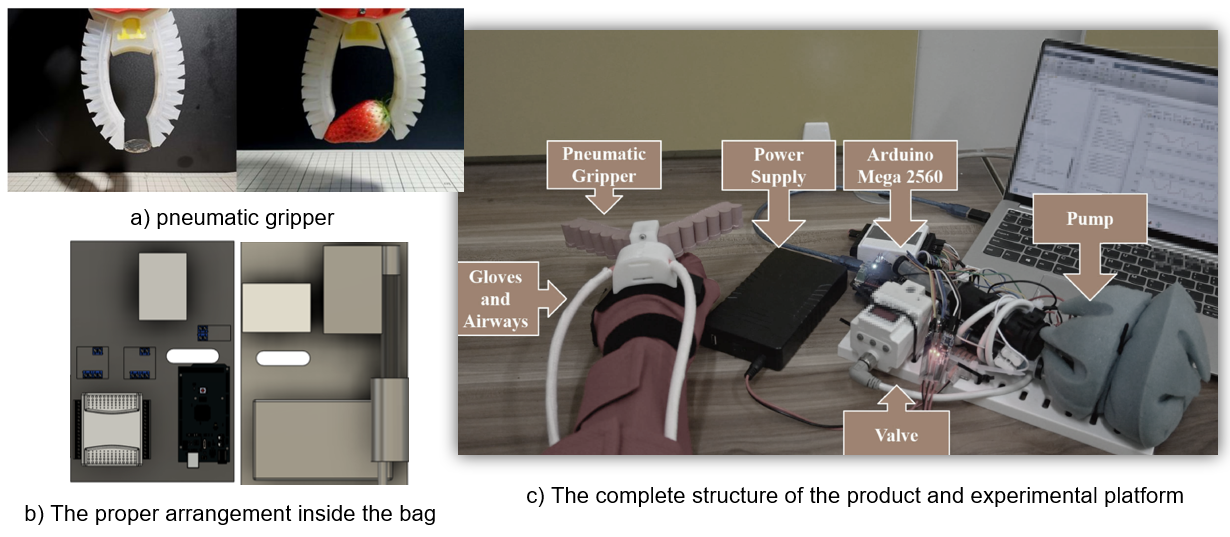 a) pneumatic gripper
b) The proper arrangement inside the bag
Pneumatic
Gripper
Power
Supply
Arduino
Mega 2560
Pump
Gloves
and
Airways
Valve
c) The complete structure of the product and experimental platform